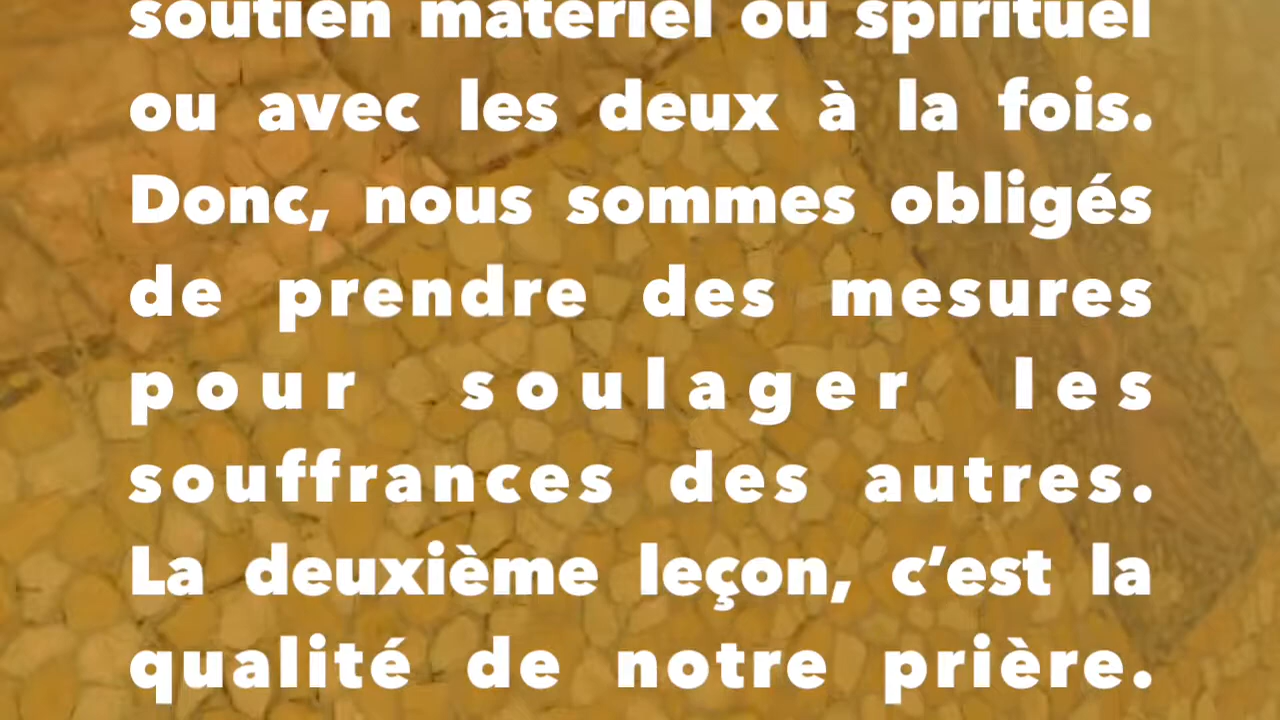 soutien matériel ou spirituel
ou avec les deux à la fois.
Donc, nous sommes obligés
de prendre des mesures
pour soulager les
souffrances des autres.
La deuxième leçon, c’est la
qualité de notre prière.